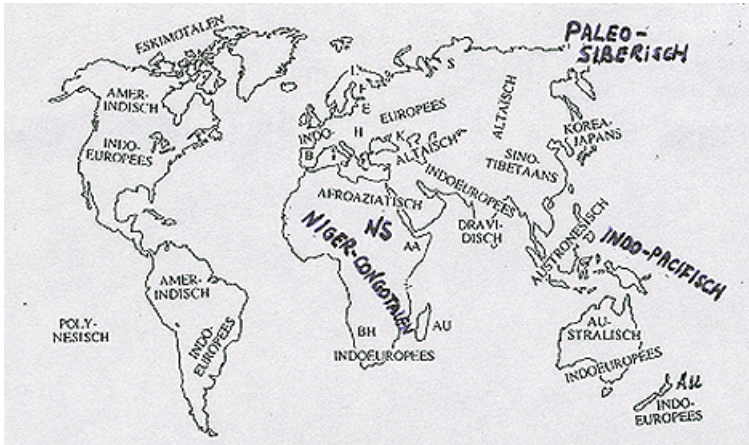 ESKIMOTALEN
PALEO-
SIBERISCH
AMER-
INDISCH
INDO-
EUROPEES
L
F
E
S
INDO-
EUROPEES
H
B
K
ALTAÏSCH
ALTAÏSCH
KOREA-
JAPANS
SINO-
TIBETAANS
INDOEUROPEES
AFROAZIATISCH
NS
NIGER-CONGOTALEN
AA
DRAVI-
DISCH
AUSTRONESISCH
INDO-PACIFISCH
AMER-
INDISCH
INDO-
EUROPEES
POLY-
NESISCH
BH
AU
INDOEUROPEES
AU-
STRALISCH
INDOEUROPEES
AU
INDO-
EUROPEES